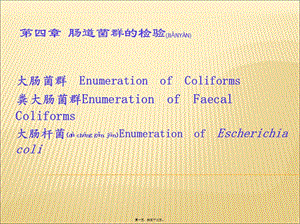 第四章 肠道菌群的检验(JIǍNYÀN)
大肠菌群 Enumeration of Coliforms
粪大肠菌群Enumeration of Faecal
Coliforms
大肠杆菌(dà cháng gǎn jūn)Enumeration of Escherichia
coli